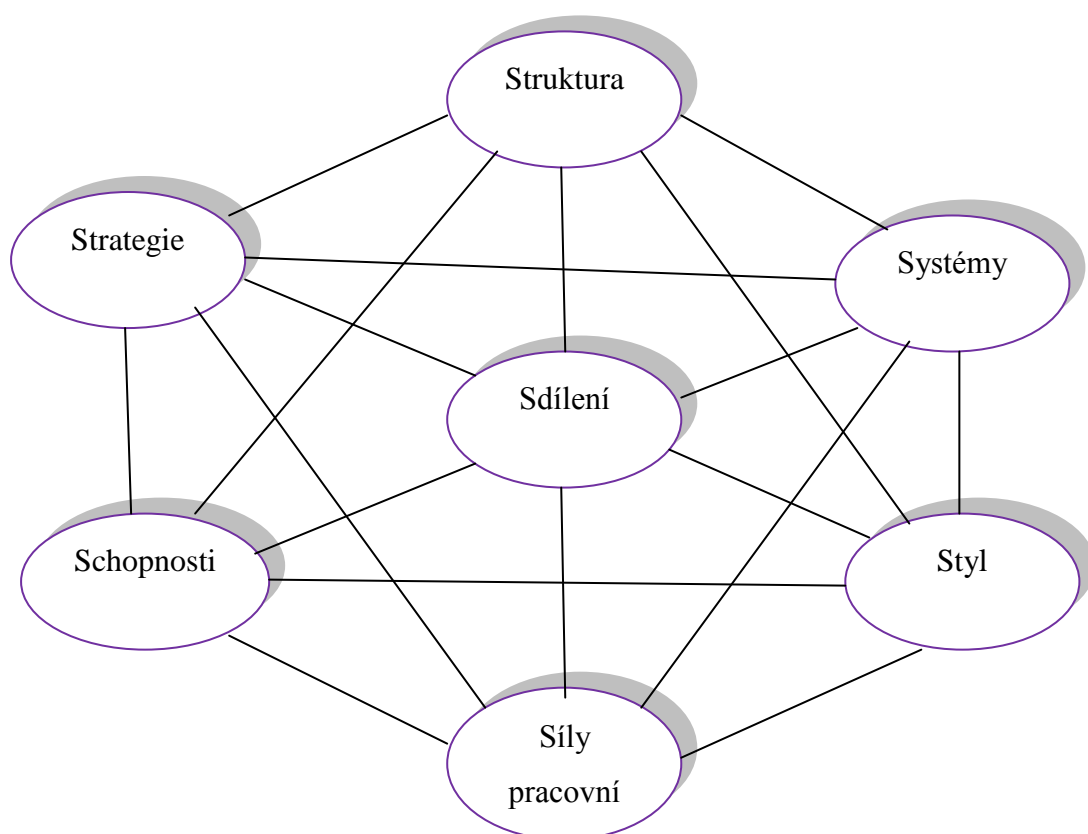 Struktura
Strategie
Systémy
Sdílení
Schopnosti
Styl
Síly
pracovní